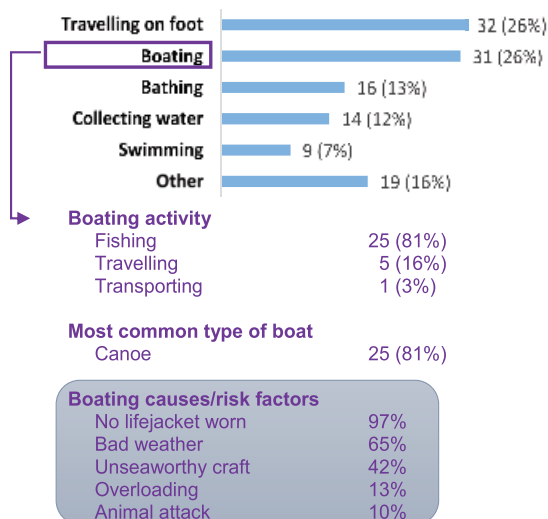 Travelling on foot 32 (26%)
Boating 31 (26%)
Bathing 16 (13%)
Collecting water 14 (12%)
Swimming 9 (7%)
Other 19 (16%)
Boating activity
Fishing 25 (81%)
Travelling 5 (16%)
Transporting 1 (3%)
Most common type of boat
Canoe 25 (81%)
Boating causes/risk factors
No lifejacket worn 97%
Bad weather 65%
Unseaworthy craft 42%
Overloading 13%
Animal attack 10%